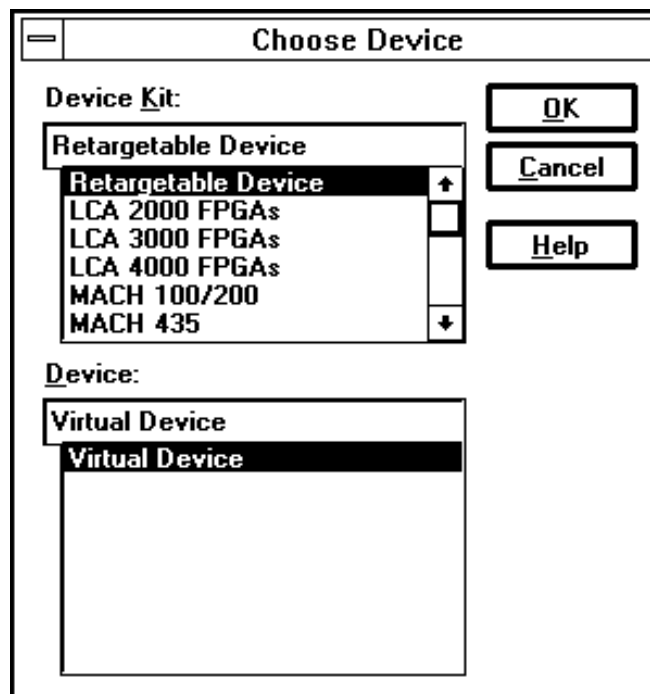 Choose Device
Device Kit:
OK
Retargetable Device
Cancel
Retargetable Device
LCA 2000 FPGAs
LCA 3000 FPGAs
Help
LCA 4000 FPGAs
MACH 100/200
MACH 435
Device:
Virtual Device
Virtual Device